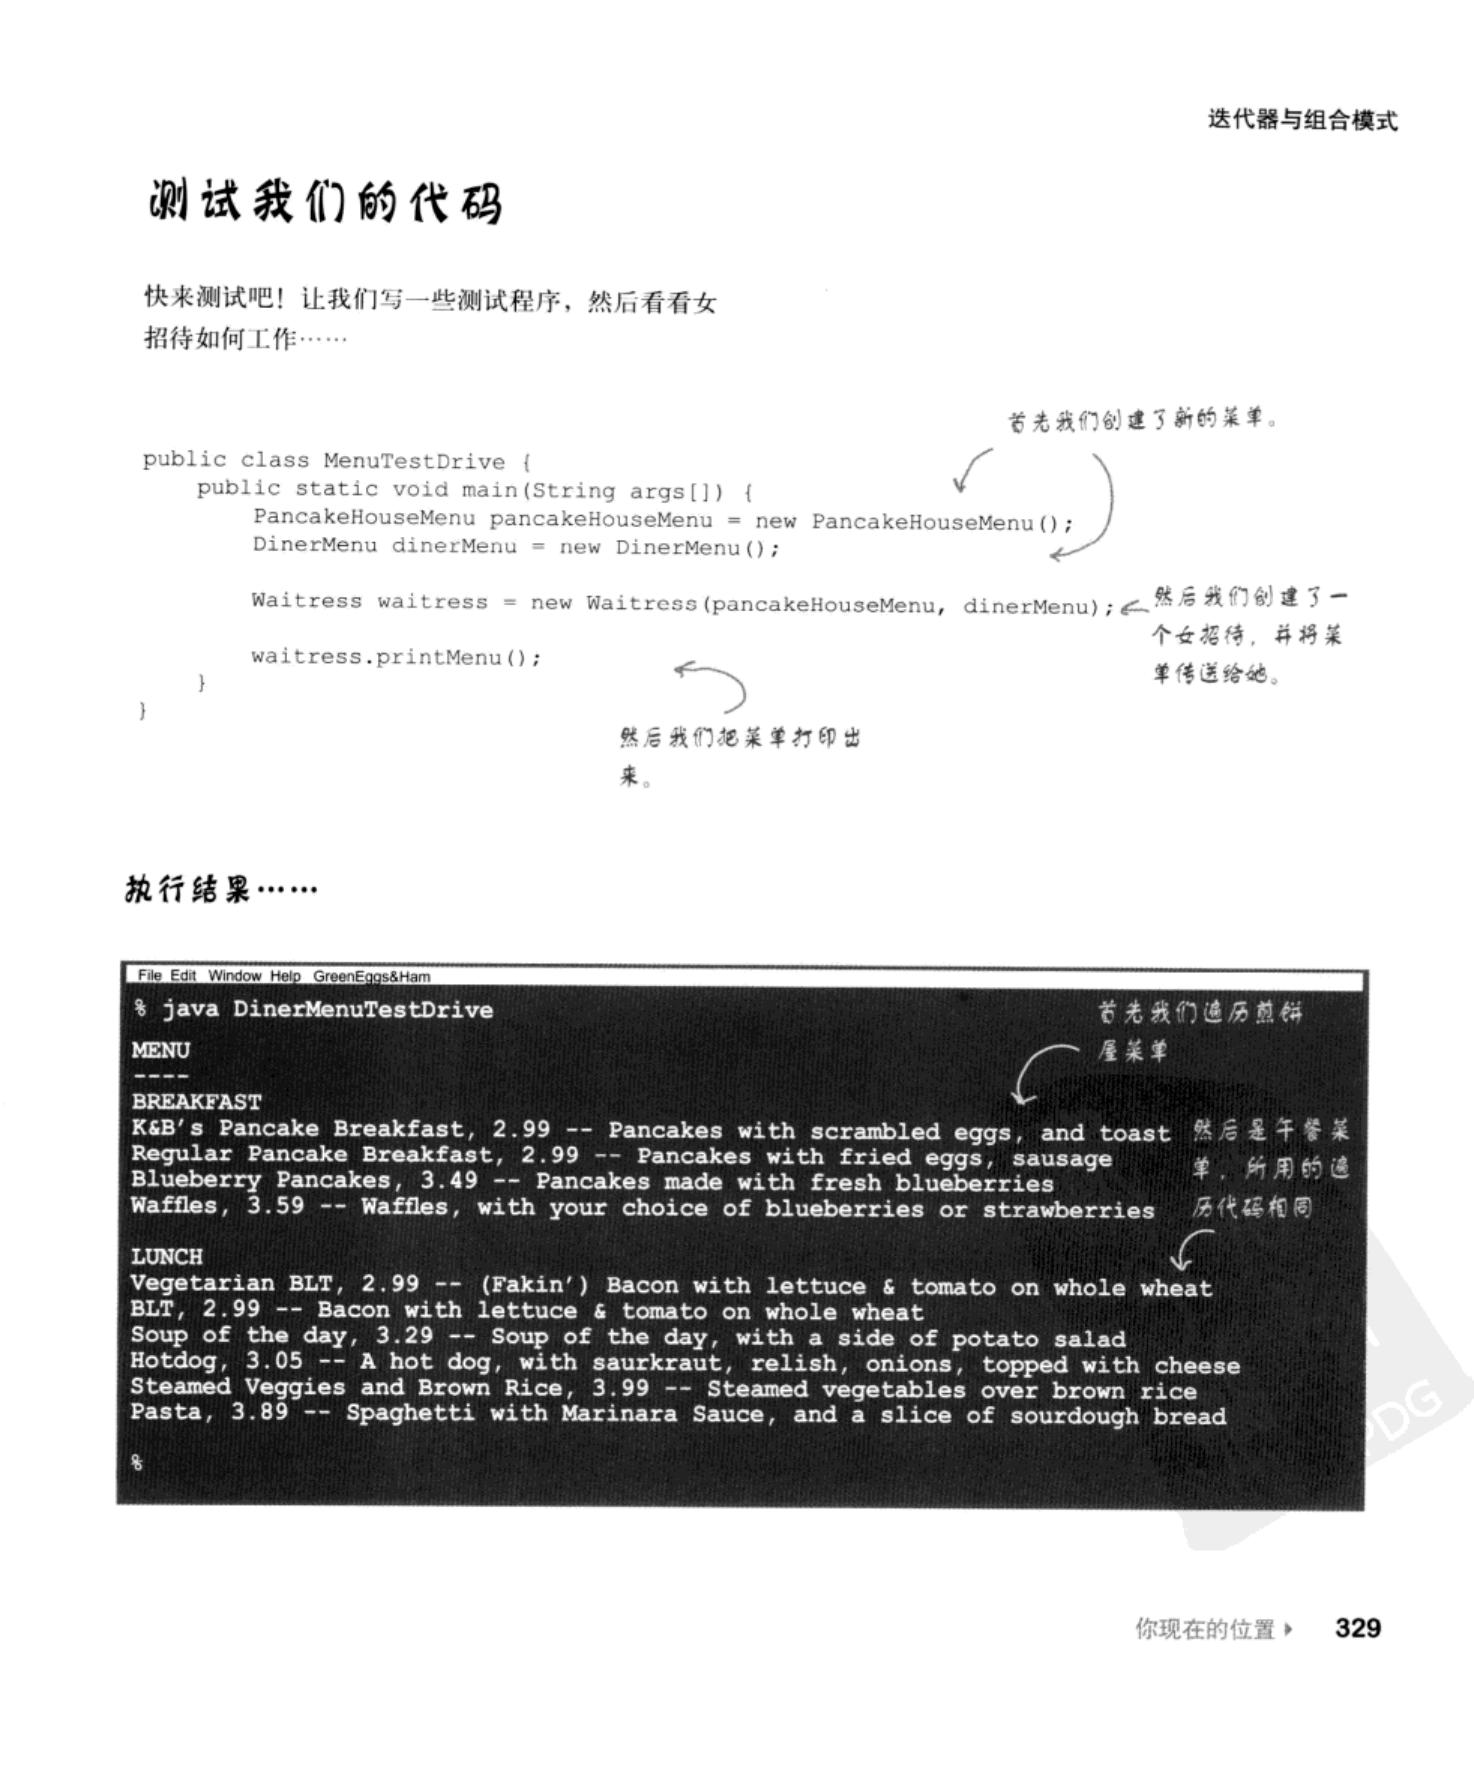 迭代器与组合模式
测试我们的代码
快来测试吧！让我们写一些测试程序，然后看看女
招待如何工作……
首先我们创建了新的菜单。
public class MenuTestDrive {
    public static void main(String args[]) {
        PancakeHouseMenu pancakeHouseMenu = new PancakeHouseMenu();
        DinerMenu dinerMenu = new DinerMenu();
        Waitress waitress = new Waitress(pancakeHouseMenu, dinerMenu);
然后我们创建了一
个女招待，并将菜
单传送给她。
        waitress.printMenu();
    }
}
然后我们把菜单打印出
来。
执行结果……
File Edit Window Help GreenEggs&Ham
% java DinerMenuTestDrive
首先我们遍历煎饼
屋菜单
MENU
----
BREAKFAST
K&B's Pancake Breakfast, 2.99 -- Pancakes with scrambled eggs, and toast
Regular Pancake Breakfast, 2.99 -- Pancakes with fried eggs, sausage
Blueberry Pancakes, 3.49 -- Pancakes made with fresh blueberries
Waffles, 3.59 -- Waffles, with your choice of blueberries or strawberries
然后是午餐菜
单，所用的遍
历代码相同
LUNCH
Vegetarian BLT, 2.99 -- (Fakin') Bacon with lettuce & tomato on whole wheat
BLT, 2.99 -- Bacon with lettuce & tomato on whole wheat
Soup of the day, 3.29 -- Soup of the day, with a side of potato salad
Hotdog, 3.05 -- A hot dog, with saurkraut, relish, onions, topped with cheese
Steamed Veggies and Brown Rice, 3.99 -- Steamed vegetables over brown rice
Pasta, 3.89 -- Spaghetti with Marinara Sauce, and a slice of sourdough bread
%
PDG
你现在的位置 ▸ 329